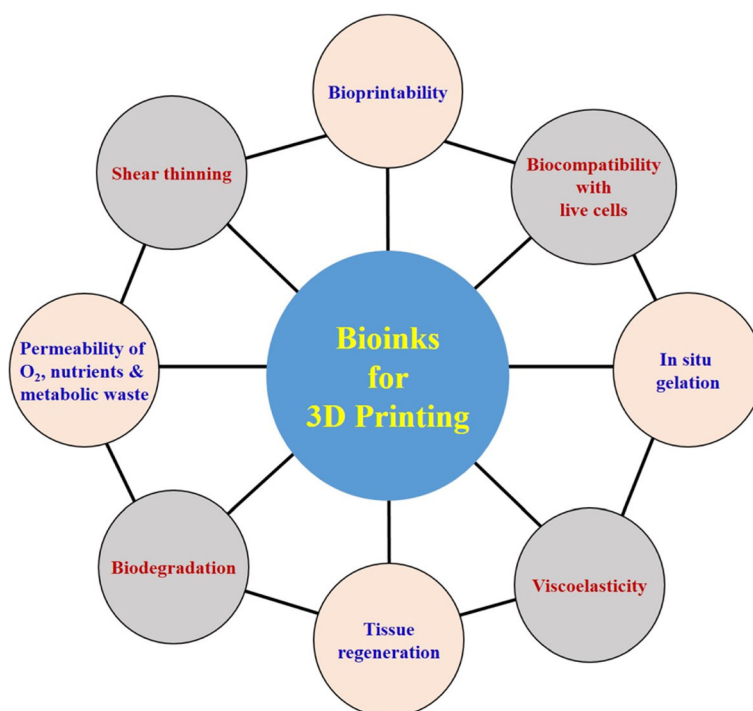 Bioprintability
Shear thinning
Biocompatibility
with
live cells
Permeability of
O₂, nutrients &
metabolic waste
Bioinks
for
3D Printing
In situ
gelation
Biodegradation
Viscoelasticity
Tissue
regeneration